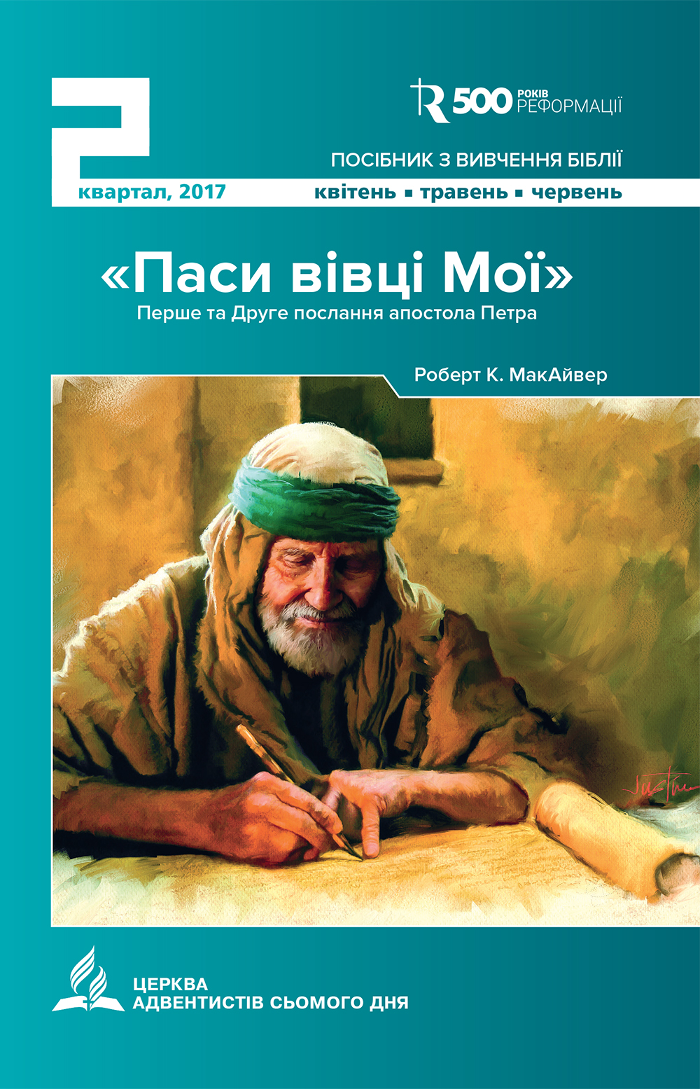 2
500 РОКІВ
РЕФОРМАЦІЇ
ПОСІБНИК З ВИВЧЕННЯ БІБЛІЇ
квартал, 2017
квітень ▪ травень ▪ червень
«Паси вівці Мої»
Перше та Друге послання апостола Петра
Роберт К. МакАйвер
ЦЕРКВА
АДВЕНТИСТІВ СЬОМОГО ДНЯ